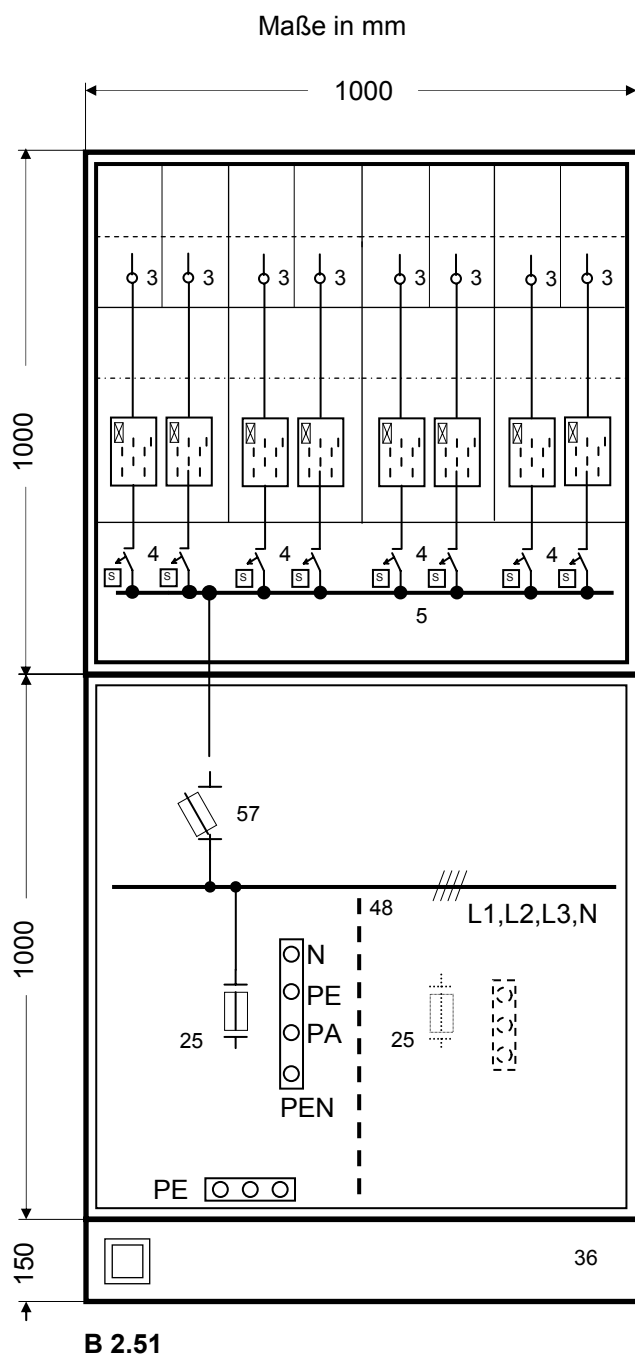 Maße in mm
1000
3 3 3 3 3 3 3 3
1000
4 4 4 4
S S S S S S S S
5
57
48 L1,L2,L3,N
1000
N
PE
25 PA 25
PEN
PE
150
36
B 2.51